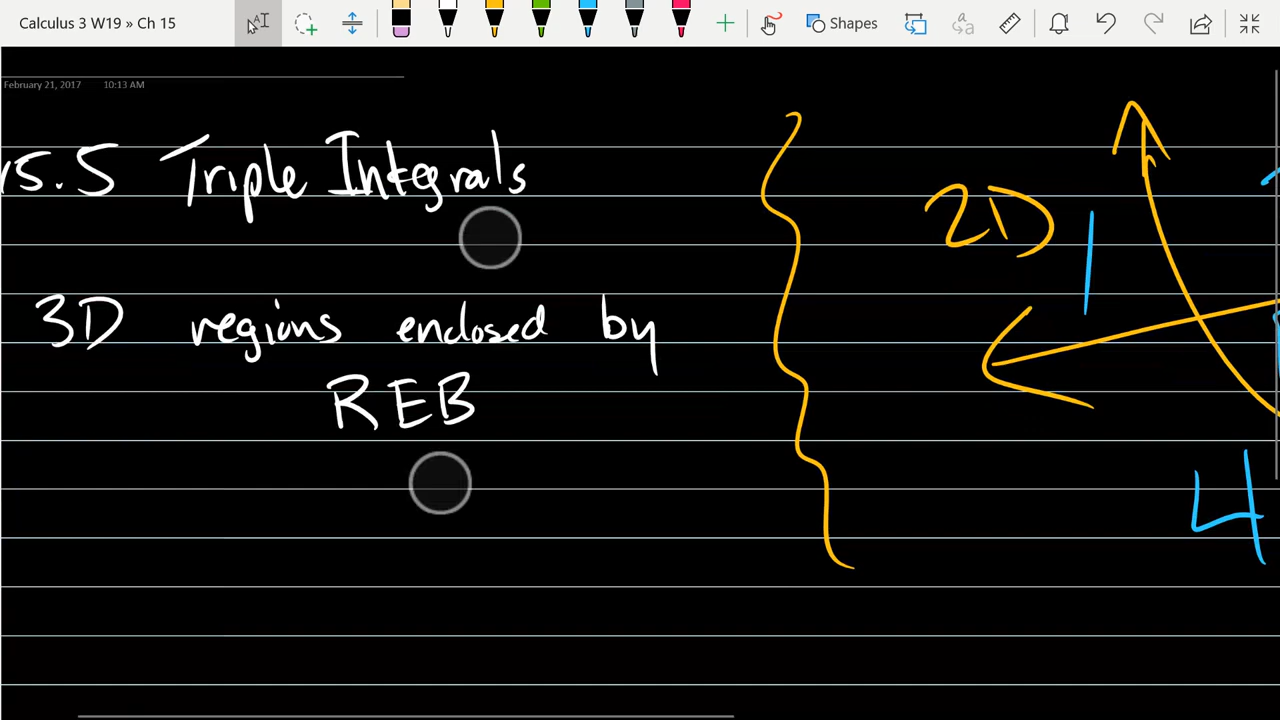 Calculus 3 W19 » Ch 15
Shapes
February 21, 2017 10:13 AM
15.5 Triple Integrals
3D regions enclosed by
REB
2D
1
4